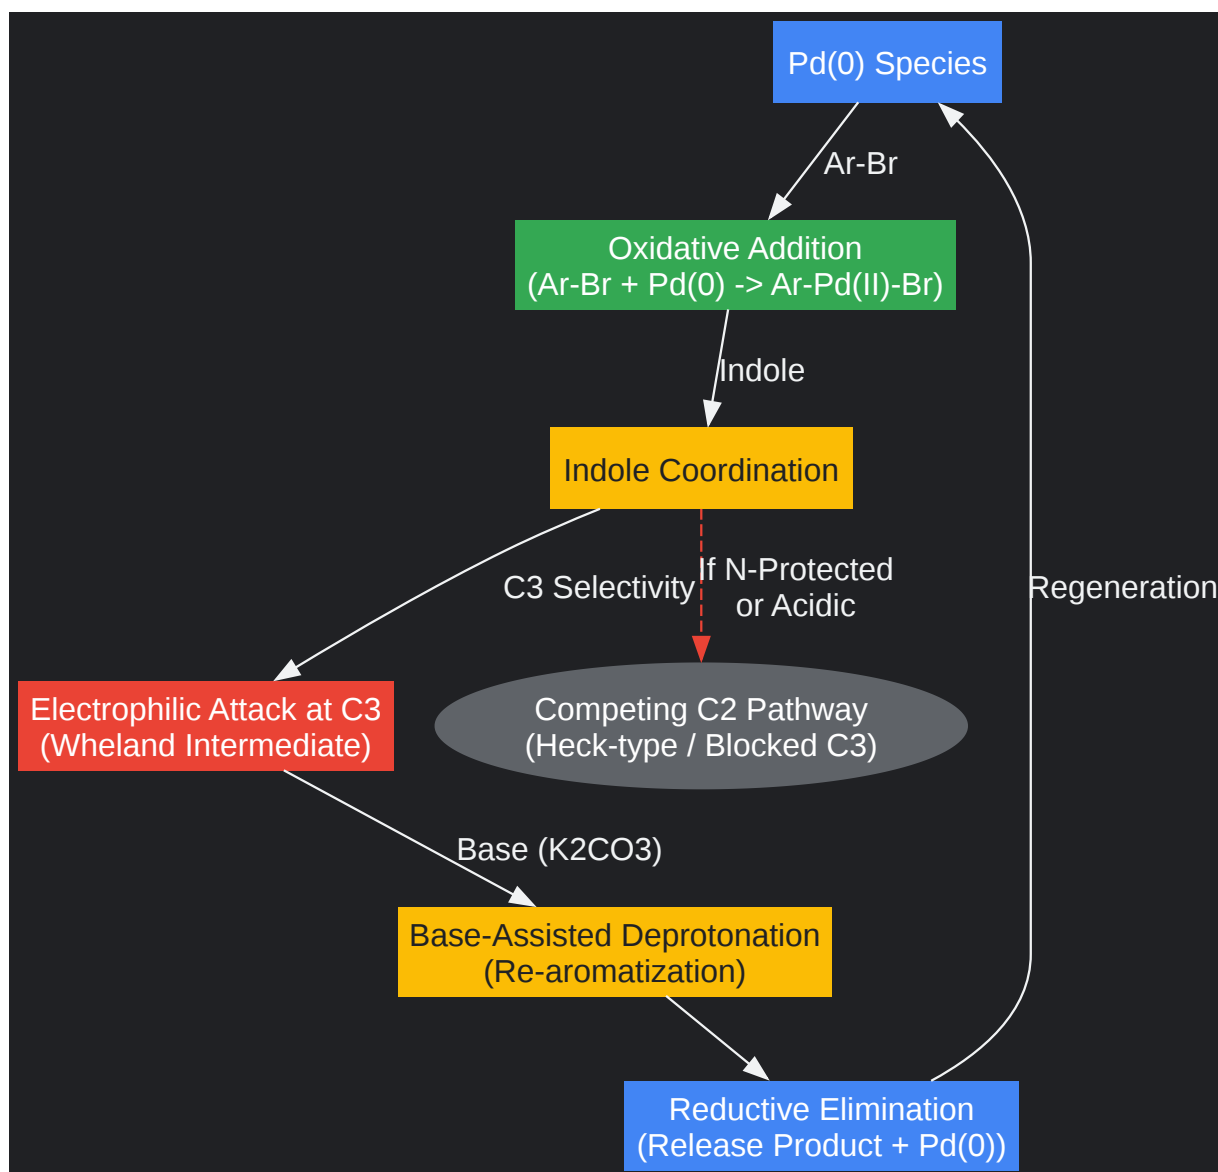 Pd(0) Species
Ar-Br
Oxidative Addition
(Ar-Br + Pd(0) -> Ar-Pd(II)-Br)
Indole
Indole Coordination
C3 Selectivity
If N-Protected
or Acidic
Regeneration
Electrophilic Attack at C3
(Wheland Intermediate)
Competing C2 Pathway
(Heck-type / Blocked C3)
Base (K2CO3)
Base-Assisted Deprotonation
(Re-aromatization)
Reductive Elimination
(Release Product + Pd(0))